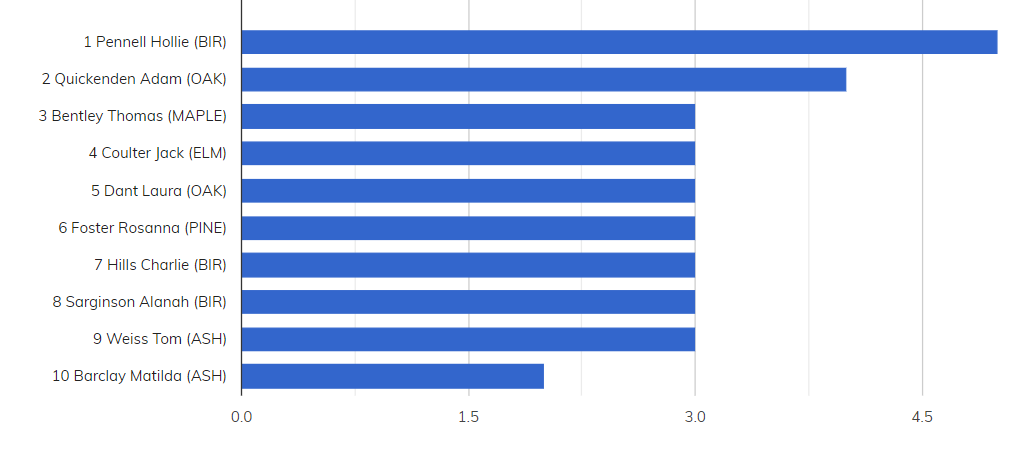 1 Pennell Hollie (BIR)
2 Quickenden Adam (OAK)
3 Bentley Thomas (MAPLE)
4 Coulter Jack (ELM)
5 Dant Laura (OAK)
6 Foster Rosanna (PINE)
7 Hills Charlie (BIR)
8 Sarginson Alanah (BIR)
9 Weiss Tom (ASH)
10 Barclay Matilda (ASH)
0.0 1.5 3.0 4.5